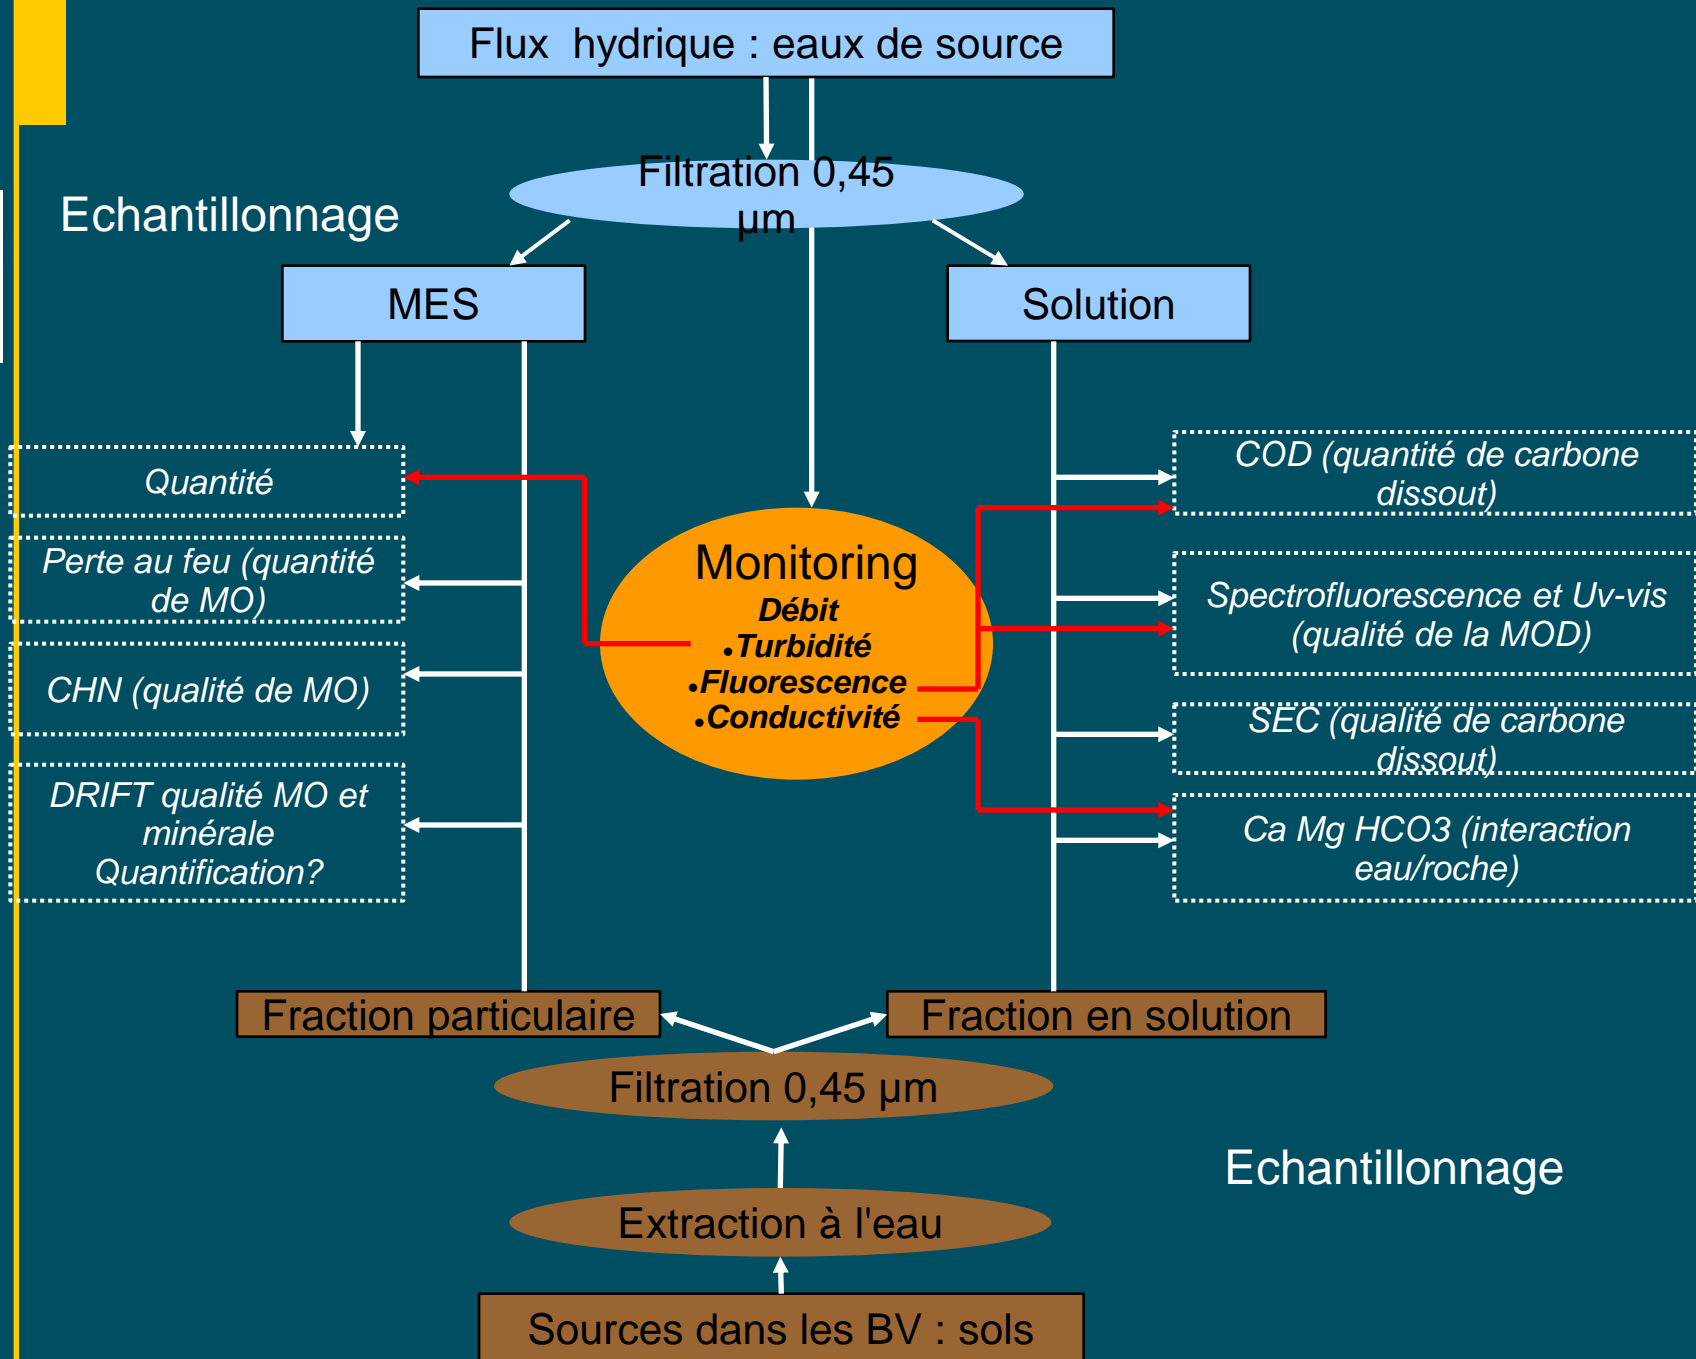 Flux hydrique : eaux de source
Filtration 0,45
µm
Echantillonnage
MES
Solution
Quantité
Perte au feu (quantité
de MO)
CHN (qualité de MO)
DRIFT qualité MO et
minérale
Quantification?
Monitoring
Débit
•Turbidité
•Fluorescence
•Conductivité
COD (quantité de carbone
dissout)
Spectrofluorescence et Uv-vis
(qualité de la MOD)
SEC (qualité de carbone
dissout)
Ca Mg HCO3 (interaction
eau/roche)
Fraction particulaire
Fraction en solution
Filtration 0,45 µm
Echantillonnage
Extraction à l'eau
Sources dans les BV : sols